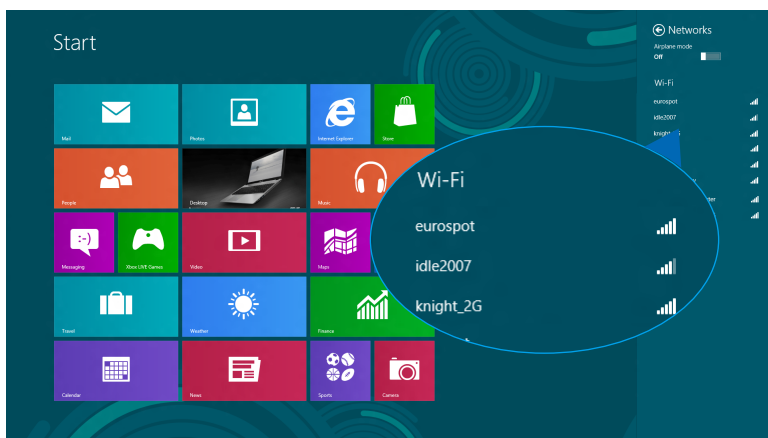 Start
Networks
Airplane mode
Off
Wi-Fi
eurospot
idle2007
Mail
Photos
Internet Explorer
Store
People
Desktop
Music
Messaging
Xbox LIVE Games
Video
Maps
Travel
Weather
Finance
Calendar
News
Sports
Camera
Wi-Fi
eurospot
idle2007
knight_2G